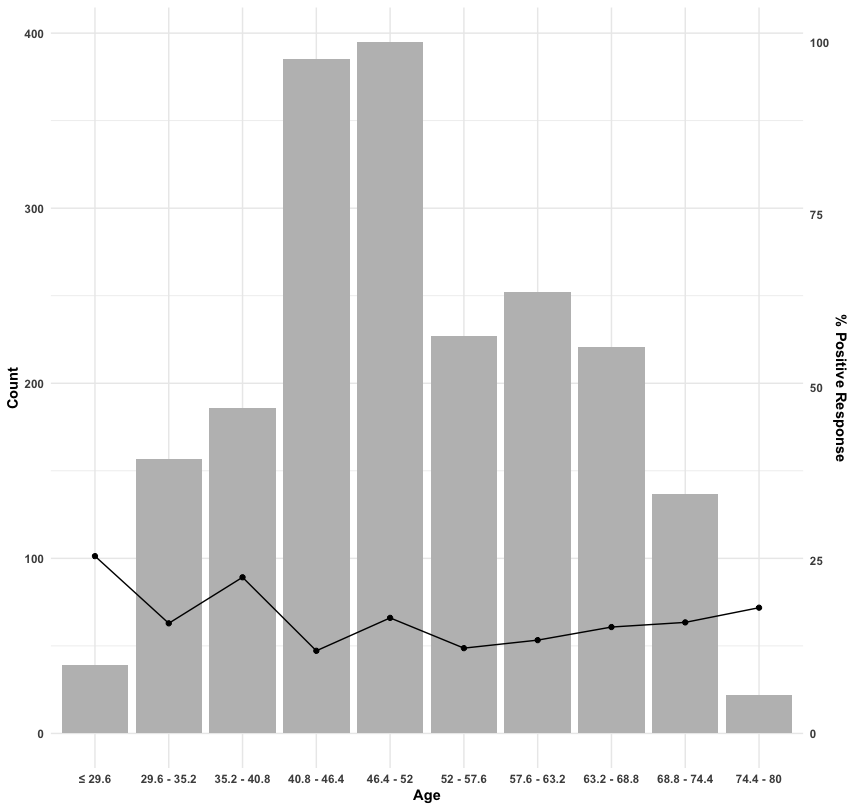 400
300
200
100
0
Count
100
75
50
25
0
% Positive Response
≤ 29.6
29.6 - 35.2
35.2 - 40.8
40.8 - 46.4
46.4 - 52
52 - 57.6
57.6 - 63.2
63.2 - 68.8
68.8 - 74.4
74.4 - 80
Age